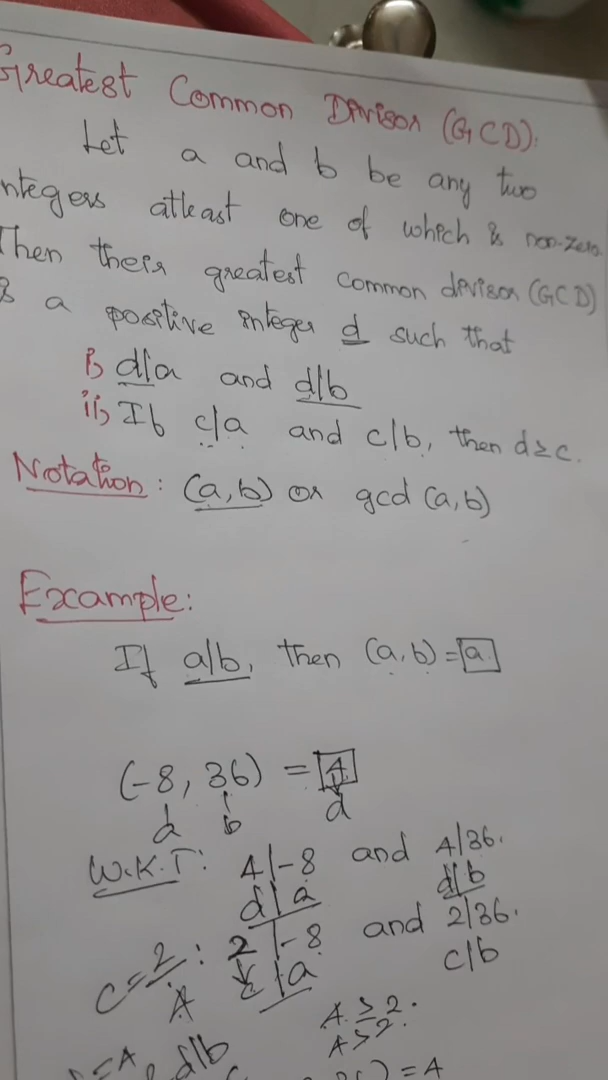 Greatest Common Divisor (GCD):
Let a and b be any two
integers atleast one of which is non-zero.
Then their greatest common divisor (GCD)
is a positive integer d such that
i) d/a and d/b
ii) If c/a and c/b, then d≥c.
Notation: (a,b) or gcd (a,b)
Example:
If a/b, then (a,b)=a
(-8, 36) = 4
a b d
W.K.T: 4/-8 and 4/36.
d/a d/b
c=2: 2/-8 and 2/36.
4 c/a c/b
4 ≥ 2.
4>2.
d/b
= 4